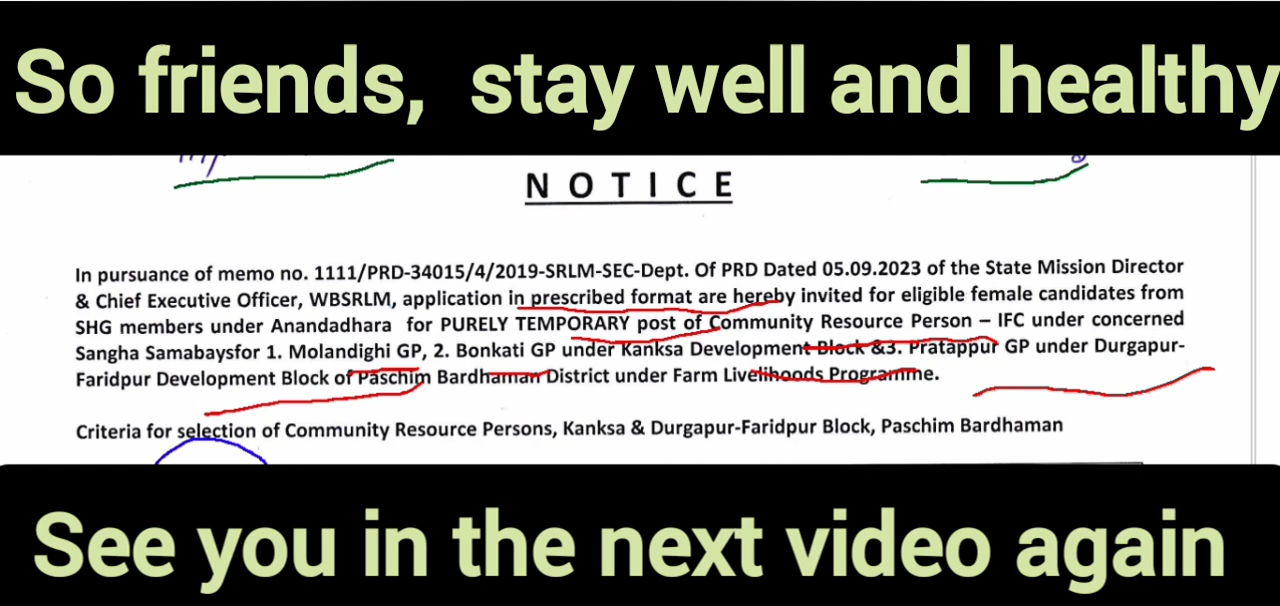 So friends, stay well and healthy
N O T I C E
In pursuance of memo no. 1111/PRD-34015/4/2019-SRLM-SEC-Dept. Of PRD Dated 05.09.2023 of the State Mission Director
& Chief Executive Officer, WBSRLM, application in prescribed format are hereby invited for eligible female candidates from
SHG members under Anandadhara for PURELY TEMPORARY post of Community Resource Person – IFC under concerned
Sangha Samabaysfor 1. Molandighi GP, 2. Bonkati GP under Kanksa Development Block &3. Pratappur GP under Durgapur-
Faridpur Development Block of Paschim Bardhaman District under Farm Livelihoods Programme.
Criteria for selection of Community Resource Persons, Kanksa & Durgapur-Faridpur Block, Paschim Bardhaman
See you in the next video again